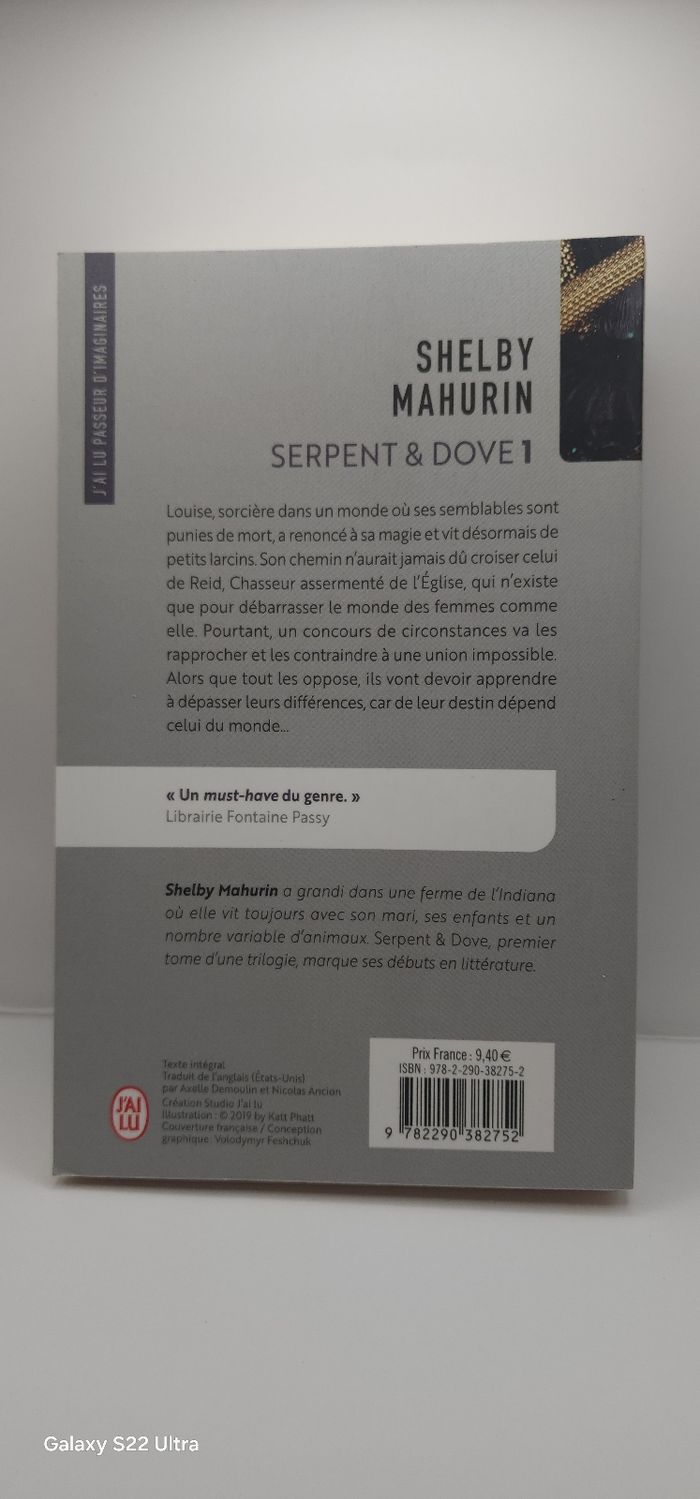 J'AI LU PASSEUR D'IMAGINAIRES
SHELBY
MAHURIN
SERPENT & DOVE 1
Louise, sorcière dans un monde où ses semblables sont
punies de mort, a renoncé à sa magie et vit désormais de
petits larcins. Son chemin n'aurait jamais dû croiser celui
de Reid, Chasseur assermenté de l'Église, qui n'existe
que pour débarrasser le monde des femmes comme
elle. Pourtant, un concours de circonstances va les
rapprocher et les contraindre à une union impossible.
Alors que tout les oppose, ils vont devoir apprendre
à dépasser leurs différences, car de leur destin dépend
celui du monde...
« Un must-have du genre. »
Librairie Fontaine Passy
Shelby Mahurin a grandi dans une ferme de l'Indiana
où elle vit toujours avec son mari, ses enfants et un
nombre variable d'animaux. Serpent & Dove, premier
tome d'une trilogie, marque ses débuts en littérature.
Texte intégral
Traduit de l'anglais (États-Unis)
par Axelle Demoulin et Nicolas Ancion
Création Studio J'ai lu
Illustration : © 2019 by Katt Phatt
Couverture française / Conception
graphique : Volodymyr Feshchuk
J'AI
LU
Prix France : 9,40 €
ISBN : 978-2-290-38275-2
9 782290 382752
Galaxy S22 Ultra